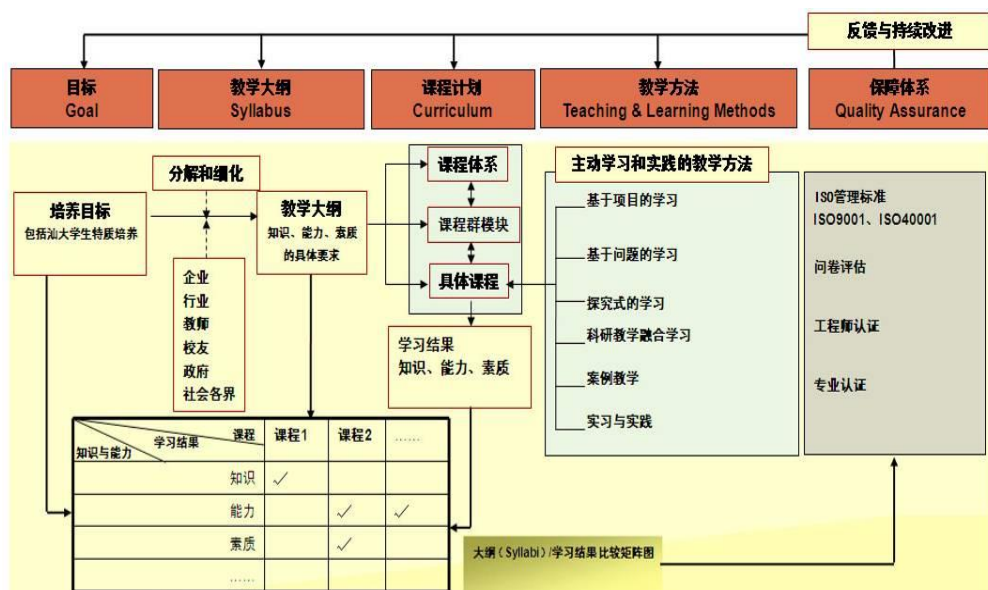 反馈与持续改进
目标
Goal
教学大纲
Syllabus
课程计划
Curriculum
教学方法
Teaching & Learning Methods
保障体系
Quality Assurance
培养目标
包括汕大学生特质培养
分解和细化
企业
行业
教师
校友
政府
社会各界
教学大纲
知识、能力、素质
的具体要求
课程体系
课程群模块
具体课程
学习结果
知识、能力、素质
主动学习和实践的教学方法
基于项目的学习
基于问题的学习
探究式的学习
科研教学融合学习
案例教学
实习与实践
ISO管理标准
ISO9001、ISO40001
问卷评估
工程师认证
专业认证
知识与能力 学习结果 课程 课程1 课程2 ……
知识 ✓
能力 ✓ ✓
素质 ✓
……
大纲（Syllabi）/学习结果比较矩阵图